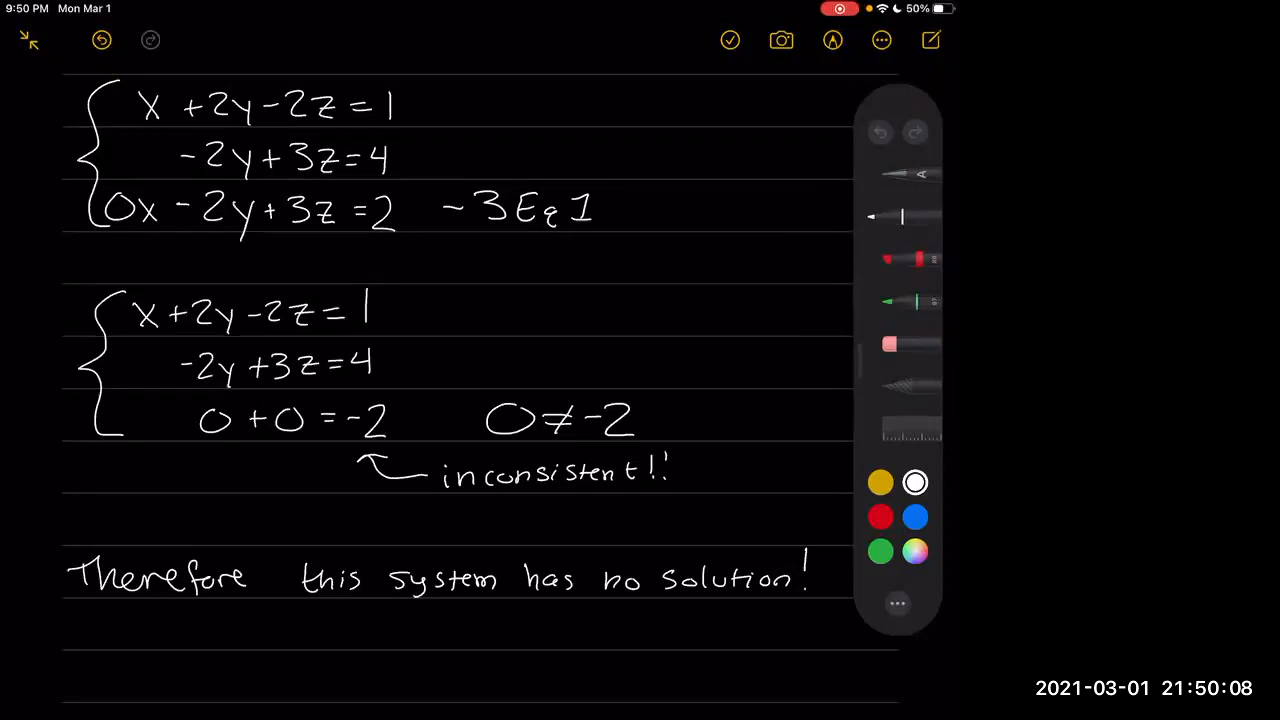 9:50 PM Mon Mar 1 50%
x + 2y - 2z = 1
-2y + 3z = 4
0x - 2y + 3z = 2 -3Eq1
x + 2y - 2z = 1
-2y + 3z = 4
0 + 0 = -2 0 ≠ -2
inconsistent!!
Therefore this system has no solution!
2021-03-01 21:50:08